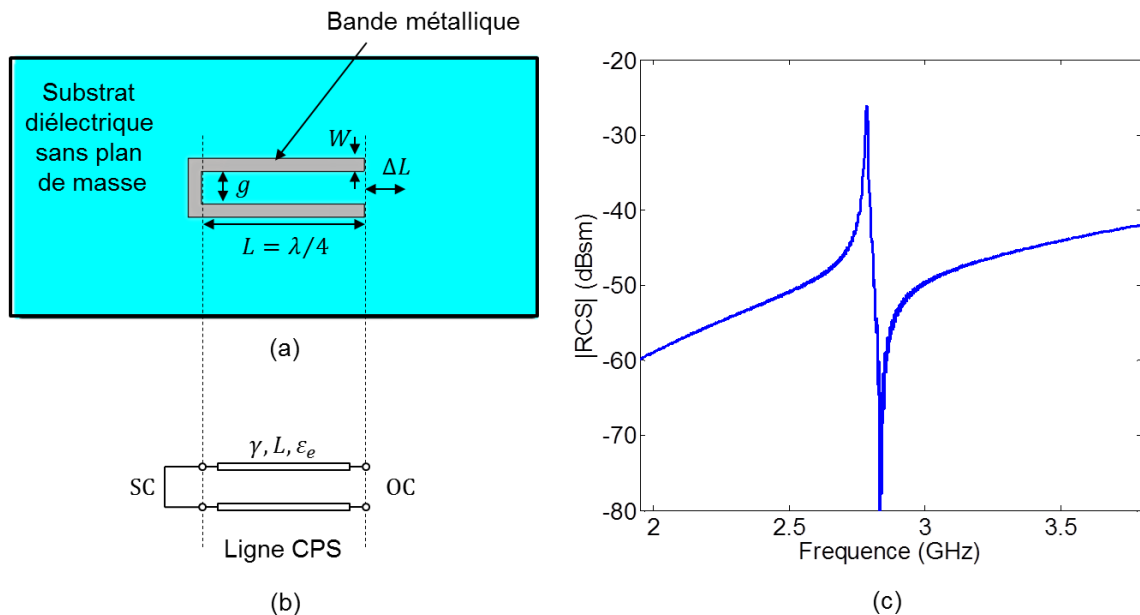 Bande métallique
Substrat
diélectrique
sans plan
de masse
W
ΔL
g
L = λ/4
(a)
γ, L, εₑ
SC
OC
Ligne CPS
(b)
|RCS| (dBsm)
-20
-30
-40
-50
-60
-70
-80
2
2.5
3
3.5
Frequence (GHz)
(c)